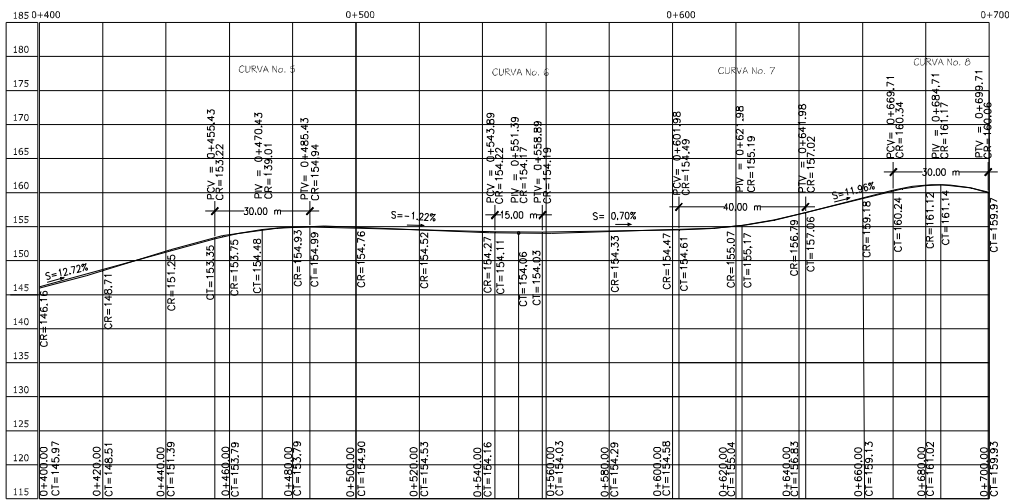 0+400
0+500
0+600
0+700
185
180
175
170
165
160
155
150
145
140
135
130
125
120
115
CURVA No. 5
CURVA No. 6
CURVA No. 7
CURVA No. 8
PCV= 0+455.43
CR=153.22
PIV = 0+470.43
CR=139.01
PTV= 0+485.43
CR=154.94
PCV = 0+543.89
CR=154.22
PIV = 0+551.39
CR=154.17
PTV= 0+558.89
CR=154.19
PCV= 0+601.98
CR=154.49
PIV = 0+621.98
CR=155.19
PTV = 0+641.98
CR=157.02
PCV= 0+669.71
CR=160.34
PIV = 0+684.71
CR=161.17
PTV = 0+699.71
CR=160.06
30.00 m
15.00 m
40.00 m
30.00 m
S=12.72%
S=-1.22%
S= 0.70%
S=11.96%
CR=146.16
CR=148.71
CR=151.25
CT=153.35
CR=153.75
CT=154.48
CR=154.93
CT=154.99
CR=154.76
CR=154.52
CR=154.27
CT=154.11
CT=154.06
CT=154.03
CR=154.33
CR=154.47
CT=154.61
CR=155.07
CT=155.17
CR=156.79
CT=157.06
CR=159.18
CT=160.24
CR=161.12
CT=161.14
CT=159.97
0+400.00
CT=145.97
0+420.00
CT=148.51
0+440.00
CT=151.39
0+460.00
CT=153.79
0+480.00
CT=153.79
0+500.00
CT=154.90
0+520.00
CT=154.53
0+540.00
CT=154.16
0+560.00
CT=154.03
0+580.00
CT=154.29
0+600.00
CT=154.58
0+620.00
CT=155.04
0+640.00
CT=156.83
0+660.00
CT=159.13
0+680.00
CT=161.02
0+700.00
CT=159.93